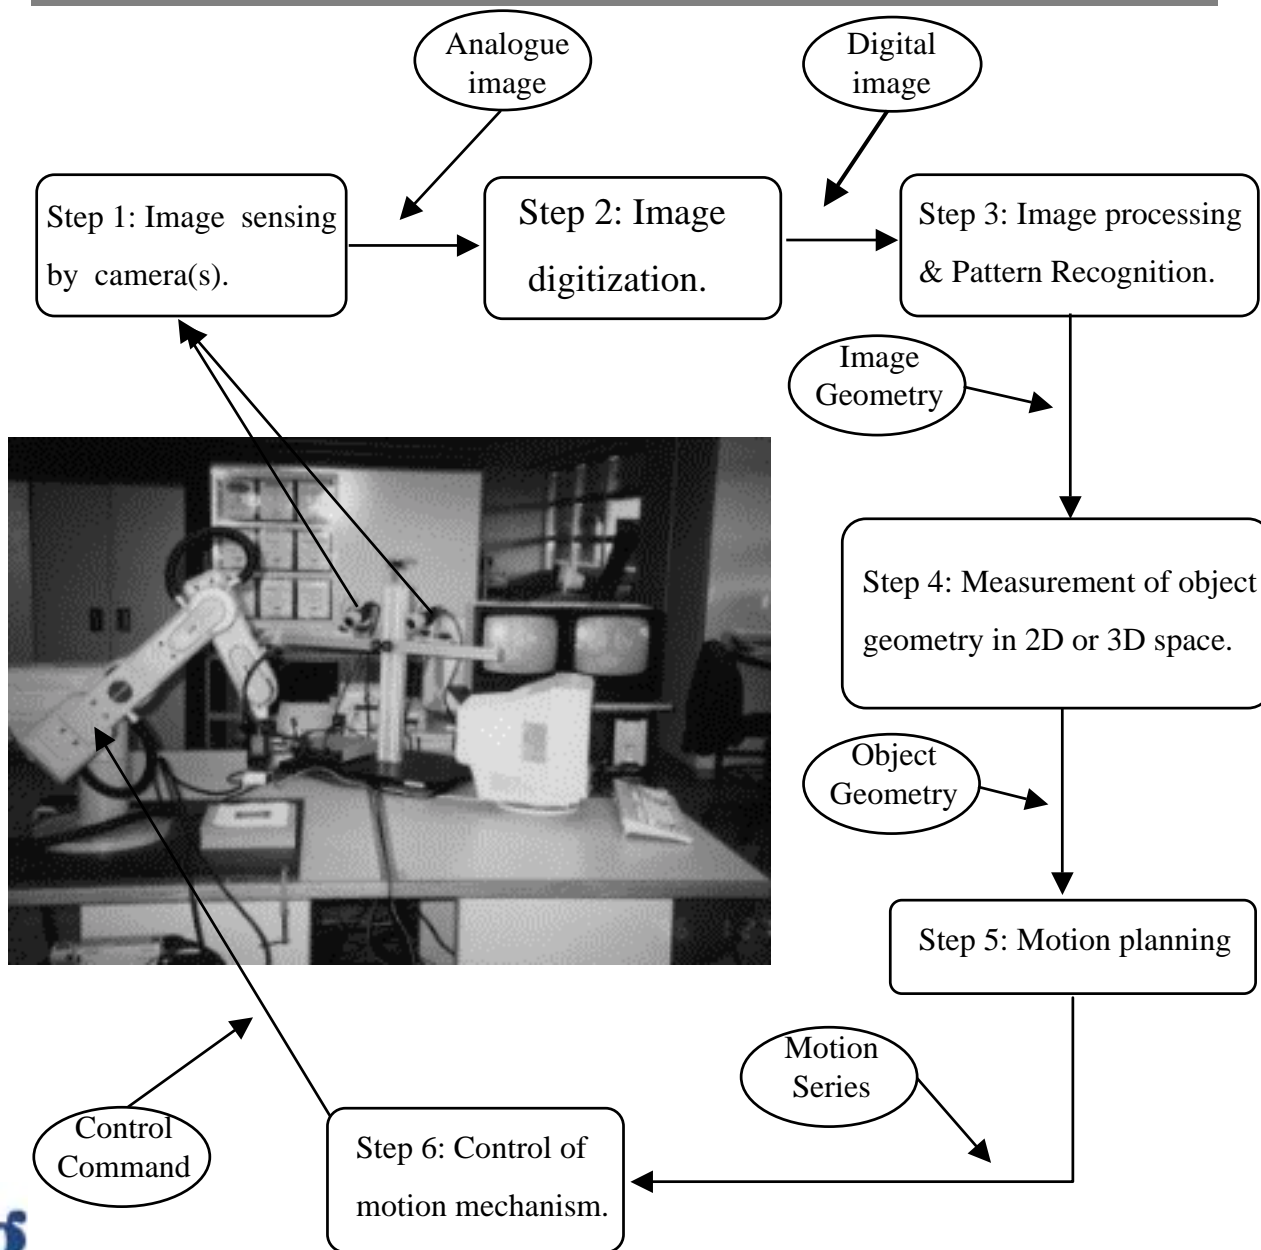 Analogue
image
Digital
image
Step 1: Image sensing
by camera(s).
Step 2: Image
digitization.
Step 3: Image processing
& Pattern Recognition.
Image
Geometry
Step 4: Measurement of object
geometry in 2D or 3D space.
Object
Geometry
Step 5: Motion planning
Motion
Series
Step 6: Control of
motion mechanism.
Control
Command